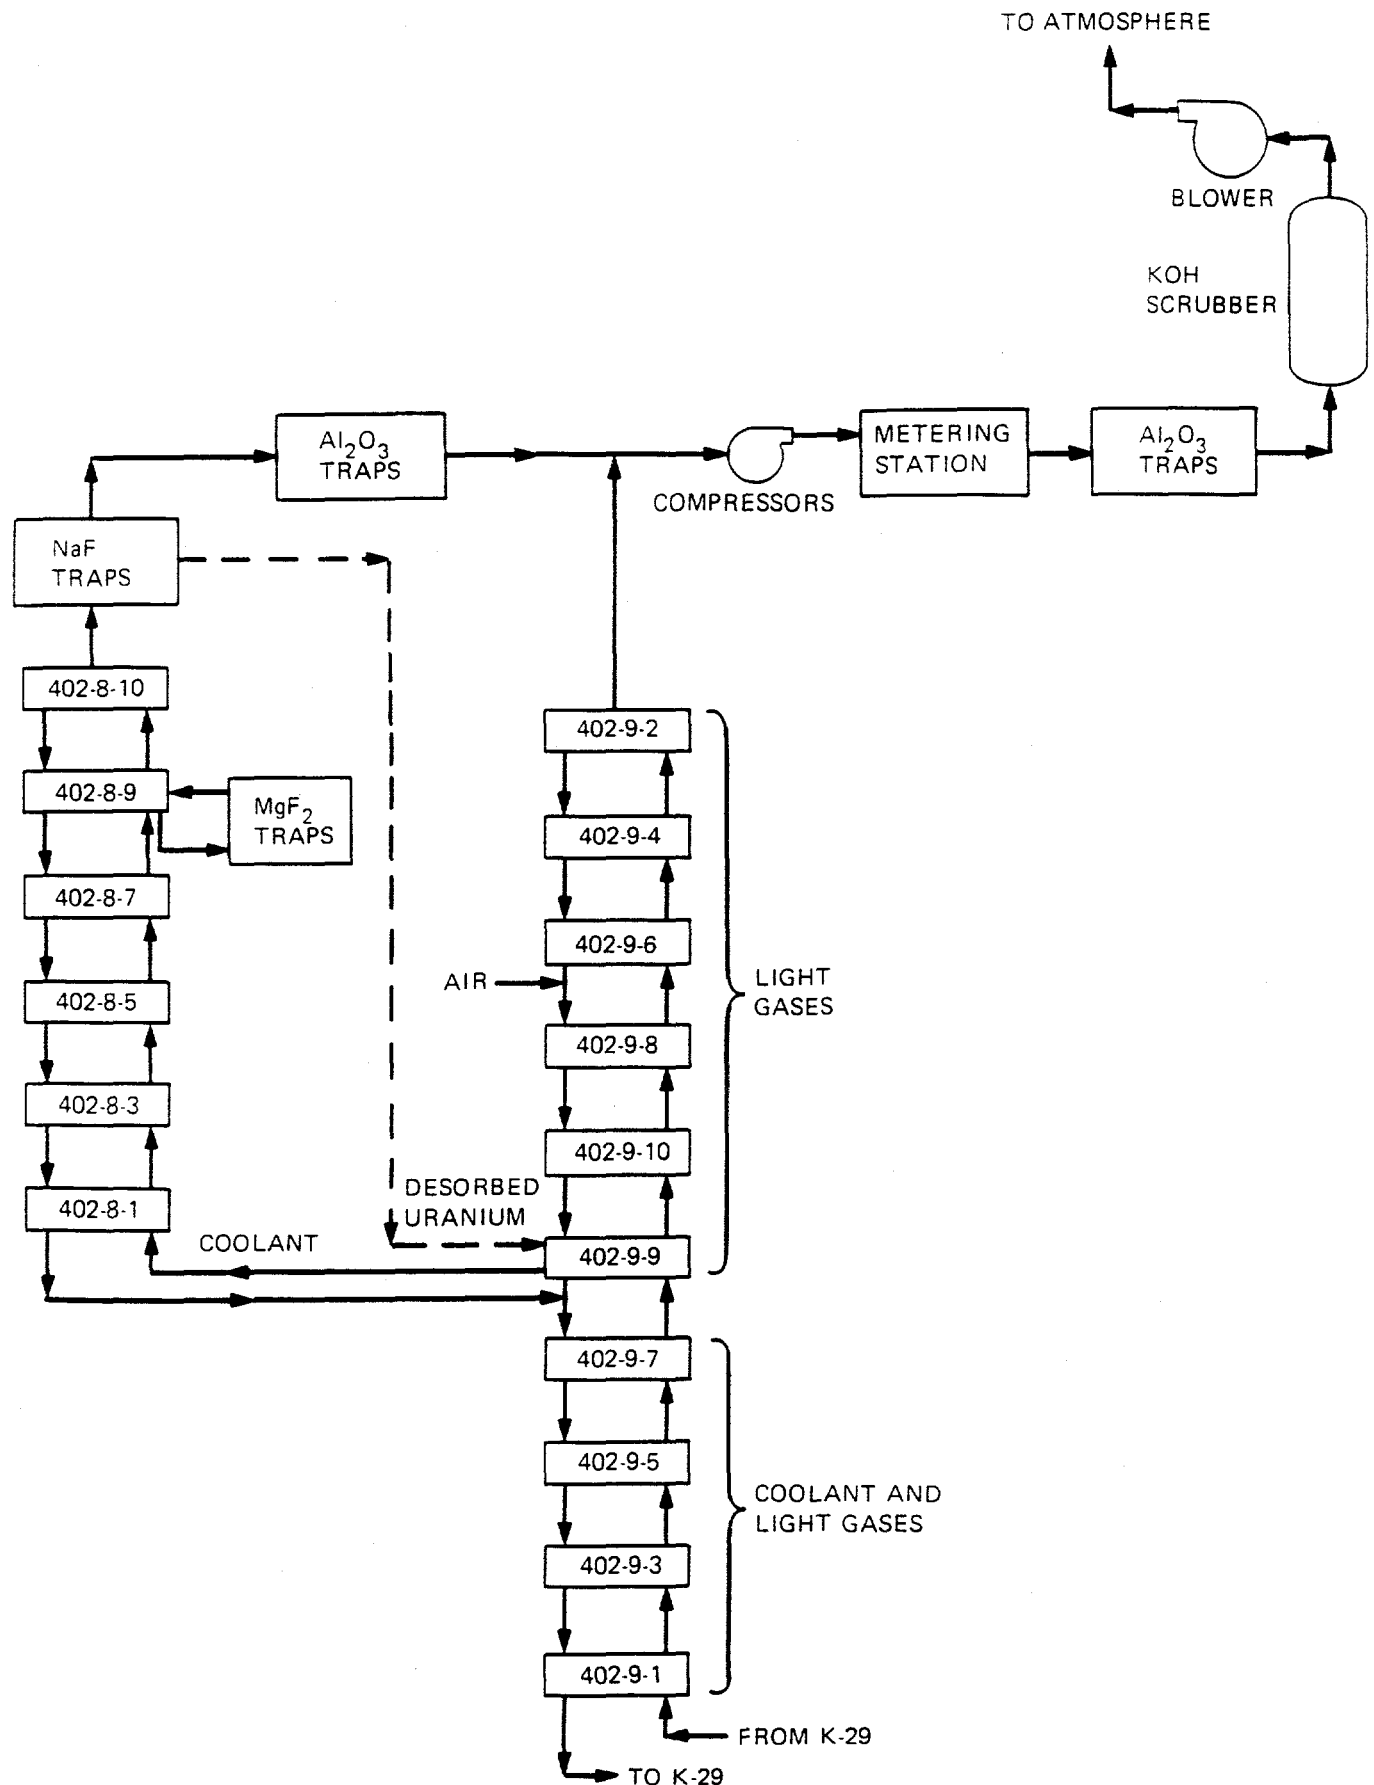 TO ATMOSPHERE
BLOWER
KOH
SCRUBBER
Al2O3
TRAPS
COMPRESSORS
METERING
STATION
Al2O3
TRAPS
NaF
TRAPS
402-8-10
402-8-9
MgF2
TRAPS
402-8-7
402-8-5
402-8-3
402-8-1
COOLANT
DESORBED
URANIUM
402-9-2
402-9-4
402-9-6
AIR
402-9-8
402-9-10
402-9-9
LIGHT
GASES
402-9-7
402-9-5
402-9-3
402-9-1
COOLANT AND
LIGHT GASES
FROM K-29
TO K-29